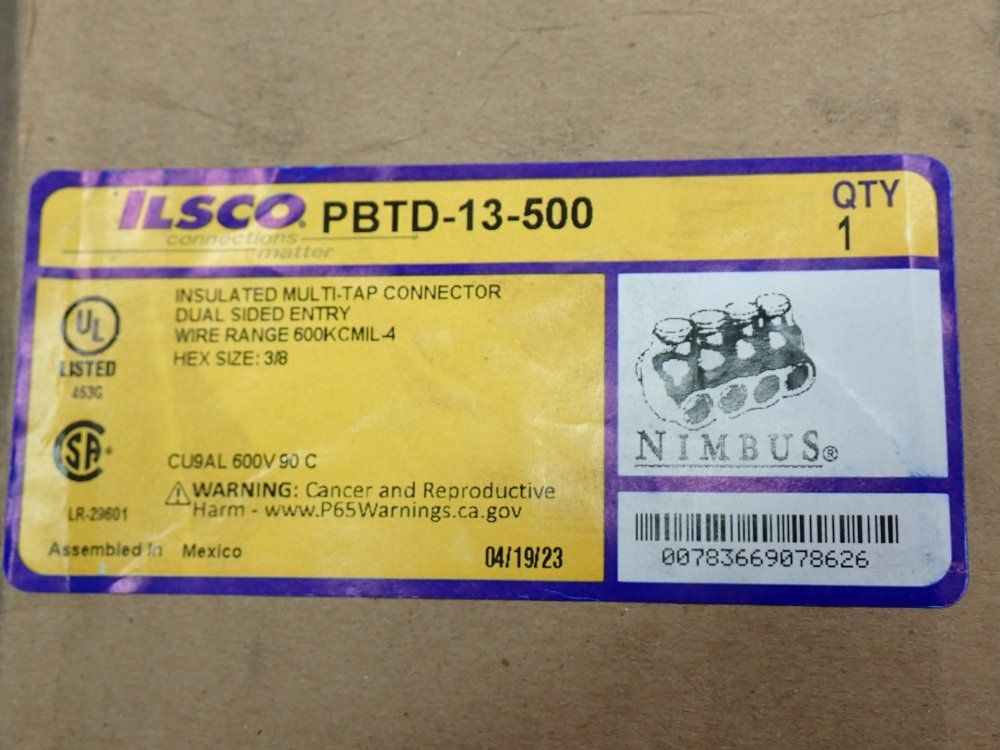 ILSCO® PBTD-13-500
connections
matter
QTY
1
INSULATED MULTI-TAP CONNECTOR
DUAL SIDED ENTRY
WIRE RANGE 600KCMIL-4
HEX SIZE: 3/8
UL
LISTED
453G
SA®
LR-29601
CU9AL 600V 90 C
WARNING: Cancer and Reproductive
Harm - www.P65Warnings.ca.gov
Assembled In Mexico
04/19/23
NIMBUS®
00783669078626